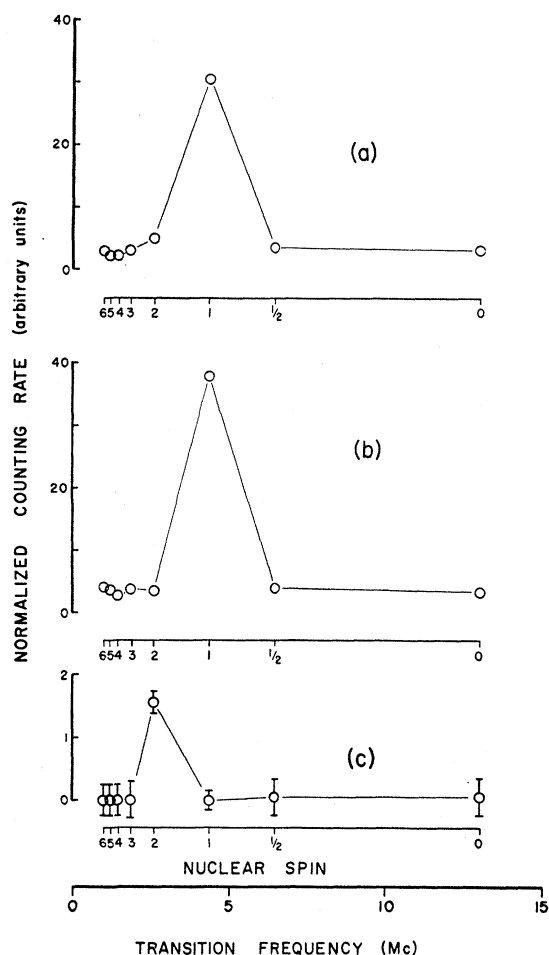 NORMALIZED COUNTING RATE (arbitrary units)
40
20
0
(a)
6 5 4 3 2 1 1/2 0
40
20
0
(b)
6 5 4 3 2 1 1/2 0
2
1
0
(c)
6 5 4 3 2 1 1/2 0
NUCLEAR SPIN
0 5 10 15
TRANSITION FREQUENCY (Mc)